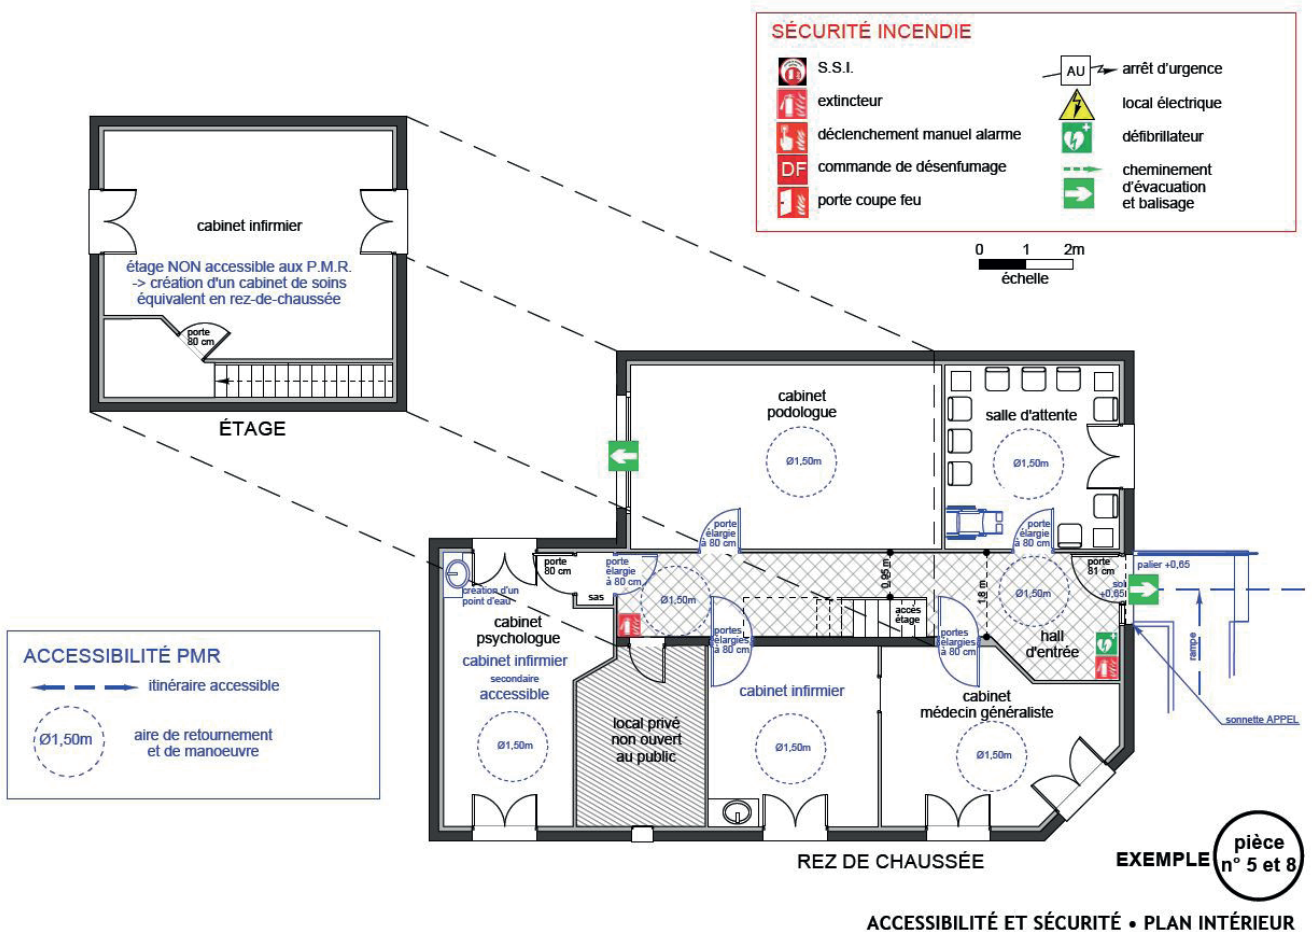 SÉCURITÉ INCENDIE
S.S.I.
extincteur
déclenchement manuel alarme
DF
commande de désenfumage
porte coupe feu
AU
arrêt d'urgence
local électrique
défibrillateur
cheminement
d'évacuation
et balisage
0 1 2m
échelle
cabinet infirmier
étage NON accessible aux P.M.R.
-> création d'un cabinet de soins
équivalent en rez-de-chaussée
porte
80 cm
ÉTAGE
cabinet
podologue
Ø1,50m
salle d'attente
Ø1,50m
porte
élargie
à 80 cm
porte
élargie
à 80 cm
porte
80 cm
porte
élargie
à 80 cm
sas
création d'un
point d'eau
cabinet
psychologue
cabinet infirmier
secondaire
accessible
Ø1,50m
Ø1,50m
0,95 m
1,8 m
accès
étage
portes
élargies
à 80 cm
portes
élargies
à 80 cm
Ø1,50m
porte
81 cm
sol
+0,65
palier +0,65
rampe
sonnette APPEL
hall
d'entrée
local privé
non ouvert
au public
cabinet infirmier
Ø1,50m
cabinet
médecin généraliste
Ø1,50m
ACCESSIBILITÉ PMR
itinéraire accessible
Ø1,50m
aire de retournement
et de manoeuvre
REZ DE CHAUSSÉE
EXEMPLE
pièce
n° 5 et 8
ACCESSIBILITÉ ET SÉCURITÉ • PLAN INTÉRIEUR